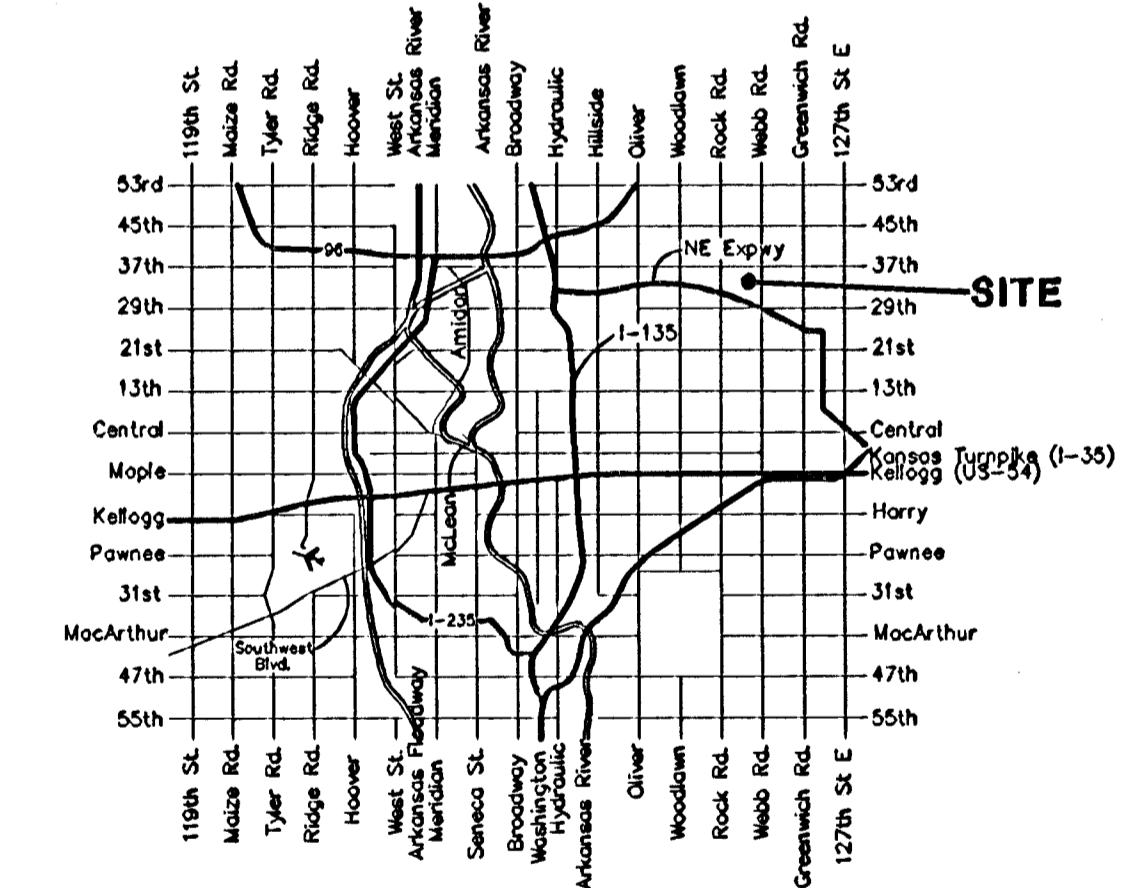 119th St.
Maize Rd.
Tyler Rd.
Ridge Rd.
Hoover
West St.
Arkansas River
Meridian
Arkansas River
Broadway
Hydraulic
Hillside
Oliver
Woodlawn
Rock Rd.
Webb Rd.
Greenwich Rd.
127th St E
53rd
53rd
45th
45th
96
NE Expwy
37th
37th
SITE
29th
29th
Amidon
I-135
21st
21st
13th
13th
Central
Central
Kansas Turnpike (I-35)
Maple
Kellogg (US-54)
Kellogg
Harry
McLean
Pawnee
Pawnee
31st
31st
I-235
MacArthur
MacArthur
Southwest
Blvd.
47th
47th
55th
55th
119th St.
Maize Rd.
Tyler Rd.
Ridge Rd.
Hoover
West St.
Arkansas Floodway
Meridian
Seneca St.
Broadway
Washington
Hydraulic
Arkansas River
Oliver
Woodlawn
Rock Rd.
Webb Rd.
Greenwich Rd.
127th St E